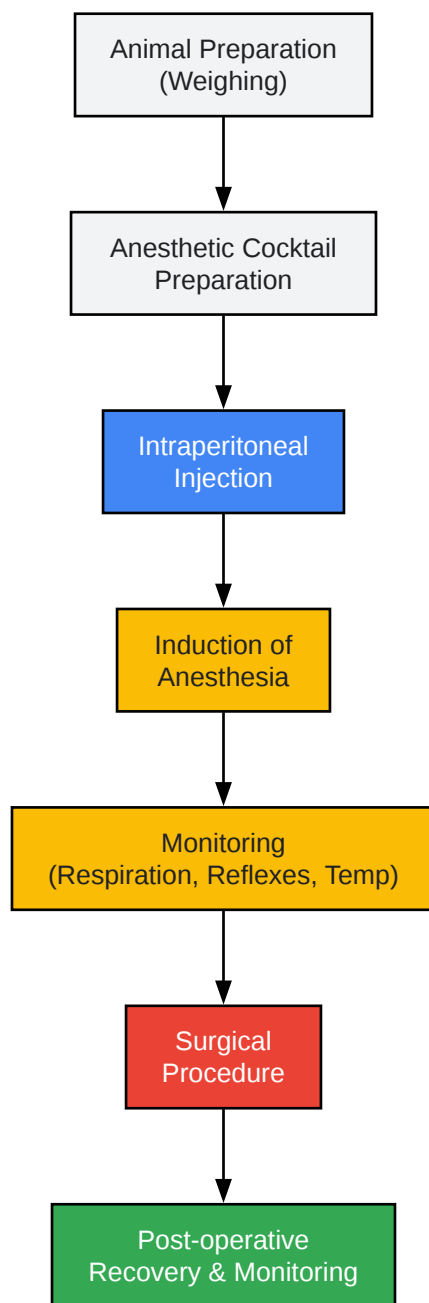 Animal Preparation
(Weighing)
Anesthetic Cocktail
Preparation
Intraperitoneal
Injection
Induction of
Anesthesia
Monitoring
(Respiration, Reflexes, Temp)
Surgical
Procedure
Post-operative
Recovery & Monitoring